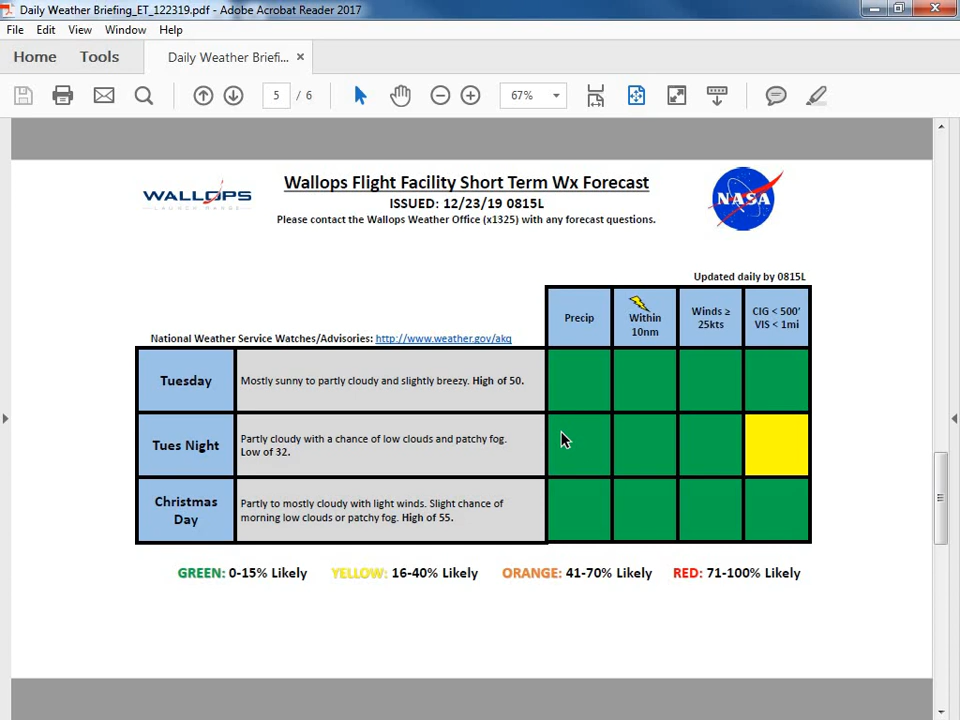 Daily Weather Briefing_ET_122319.pdf - Adobe Acrobat Reader 2017
File Edit View Window Help
Home Tools Daily Weather Briefi... ×
5 / 6 67%
WALLOPS
LAUNCH RANGE
Wallops Flight Facility Short Term Wx Forecast
ISSUED: 12/23/19 0815L
Please contact the Wallops Weather Office (x1325) with any forecast questions.
NASA
Updated daily by 0815L
National Weather Service Watches/Advisories: http://www.weather.gov/akq
Precip
Within
10nm
Winds ≥
25kts
CIG < 500'
VIS < 1mi
Tuesday
Mostly sunny to partly cloudy and slightly breezy. High of 50.
Tues Night
Partly cloudy with a chance of low clouds and patchy fog.
Low of 32.
Christmas
Day
Partly to mostly cloudy with light winds. Slight chance of
morning low clouds or patchy fog. High of 55.
GREEN: 0-15% Likely YELLOW: 16-40% Likely ORANGE: 41-70% Likely RED: 71-100% Likely